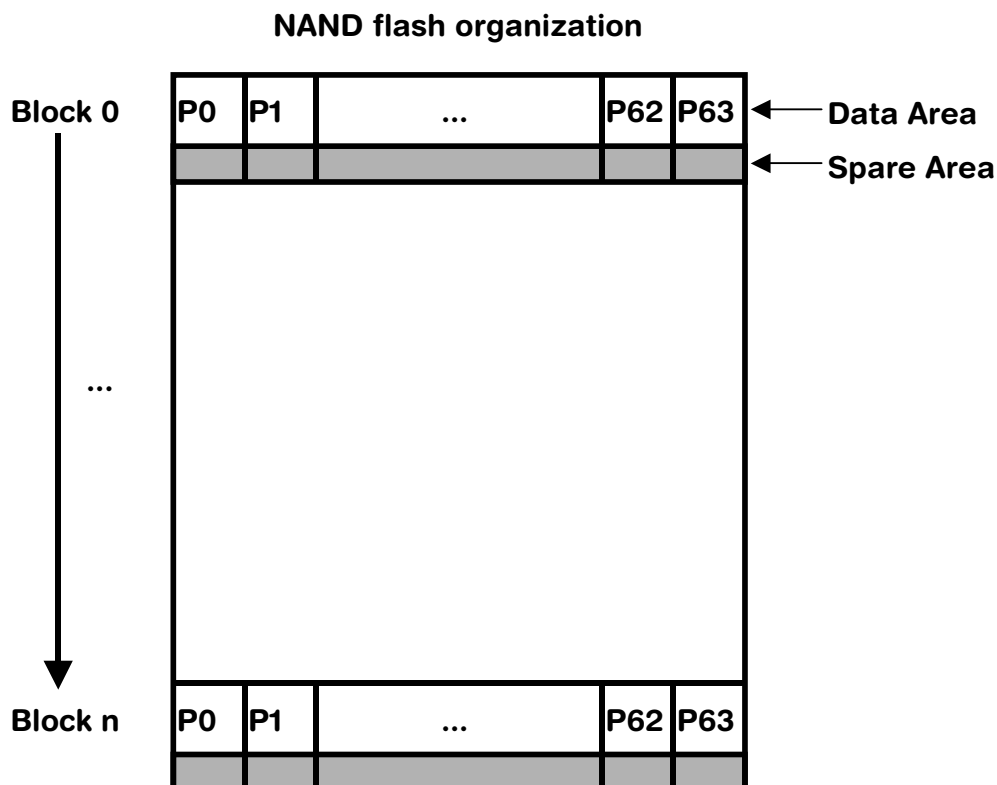 NAND flash organization
Block 0 P0 P1 ... P62 P63 Data Area
Spare Area
...
Block n P0 P1 ... P62 P63